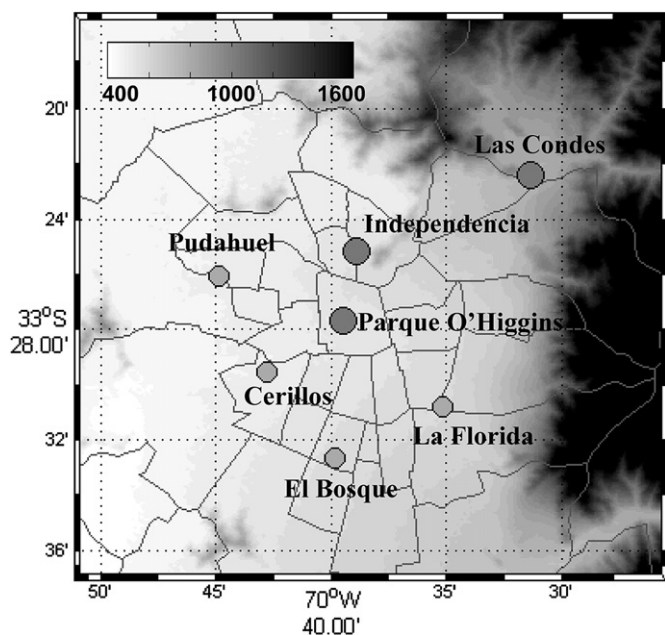 400 1000 1600
20'
Las Condes
24'
Independencia
Pudahuel
33°S
28.00'
Parque O'Higgins
Cerillos
32'
La Florida
El Bosque
36'
50' 45' 70°W 35' 30'
40.00'